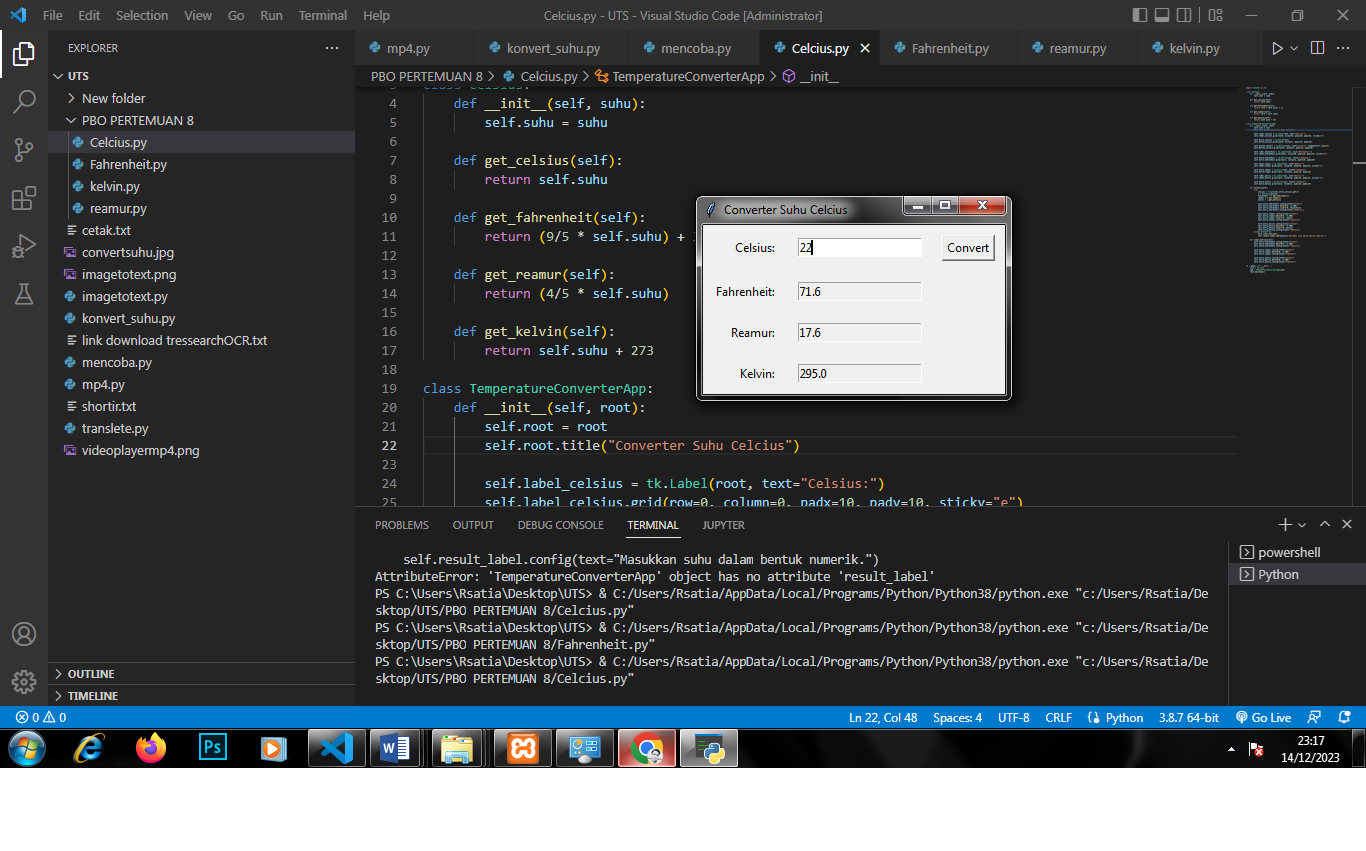 File Edit Selection View Go Run Terminal Help
Celcius.py - UTS - Visual Studio Code [Administrator]
EXPLORER
UTS
New folder
PBO PERTEMUAN 8
Celcius.py
Fahrenheit.py
kelvin.py
reamur.py
cetak.txt
convertsuhu.jpg
imagetotext.png
imagetotext.py
konvert_suhu.py
link download tressearchOCR.txt
mencoba.py
mp4.py
shortir.txt
translete.py
videoplayermp4.png
OUTLINE
TIMELINE
mp4.py konvert_suhu.py mencoba.py Celcius.py Fahrenheit.py reamur.py kelvin.py
PBO PERTEMUAN 8 > Celcius.py > TemperatureConverterApp > __init__
4 def __init__(self, suhu):
5 self.suhu = suhu
6
7 def get_celsius(self):
8 return self.suhu
9
10 def get_fahrenheit(self):
11 return (9/5 * self.suhu) +
12
13 def get_reamur(self):
14 return (4/5 * self.suhu)
15
16 def get_kelvin(self):
17 return self.suhu + 273
18
19 class TemperatureConverterApp:
20 def __init__(self, root):
21 self.root = root
22 self.root.title("Converter Suhu Celcius")
23
24 self.label_celsius = tk.Label(root, text="Celsius:")
25 self.label_celsius.grid(row=0, column=0, padx=10, pady=10, sticky="e")
Converter Suhu Celcius
Celsius: 22 Convert
Fahrenheit: 71.6
Reamur: 17.6
Kelvin: 295.0
PROBLEMS OUTPUT DEBUG CONSOLE TERMINAL JUPYTER
self.result_label.config(text="Masukkan suhu dalam bentuk numerik.")
AttributeError: 'TemperatureConverterApp' object has no attribute 'result_label'
PS C:\Users\Rsatia\Desktop\UTS> & C:/Users/Rsatia/AppData/Local/Programs/Python/Python38/python.exe "c:/Users/Rsatia/De
sktop/UTS/PBO PERTEMUAN 8/Celcius.py"
PS C:\Users\Rsatia\Desktop\UTS> & C:/Users/Rsatia/AppData/Local/Programs/Python/Python38/python.exe "c:/Users/Rsatia/De
sktop/UTS/PBO PERTEMUAN 8/Fahrenheit.py"
PS C:\Users\Rsatia\Desktop\UTS> & C:/Users/Rsatia/AppData/Local/Programs/Python/Python38/python.exe "c:/Users/Rsatia/De
sktop/UTS/PBO PERTEMUAN 8/Celcius.py"
powershell
Python
0 0
Ln 22, Col 48 Spaces: 4 UTF-8 CRLF Python 3.8.7 64-bit Go Live
Ps
23:17
14/12/2023